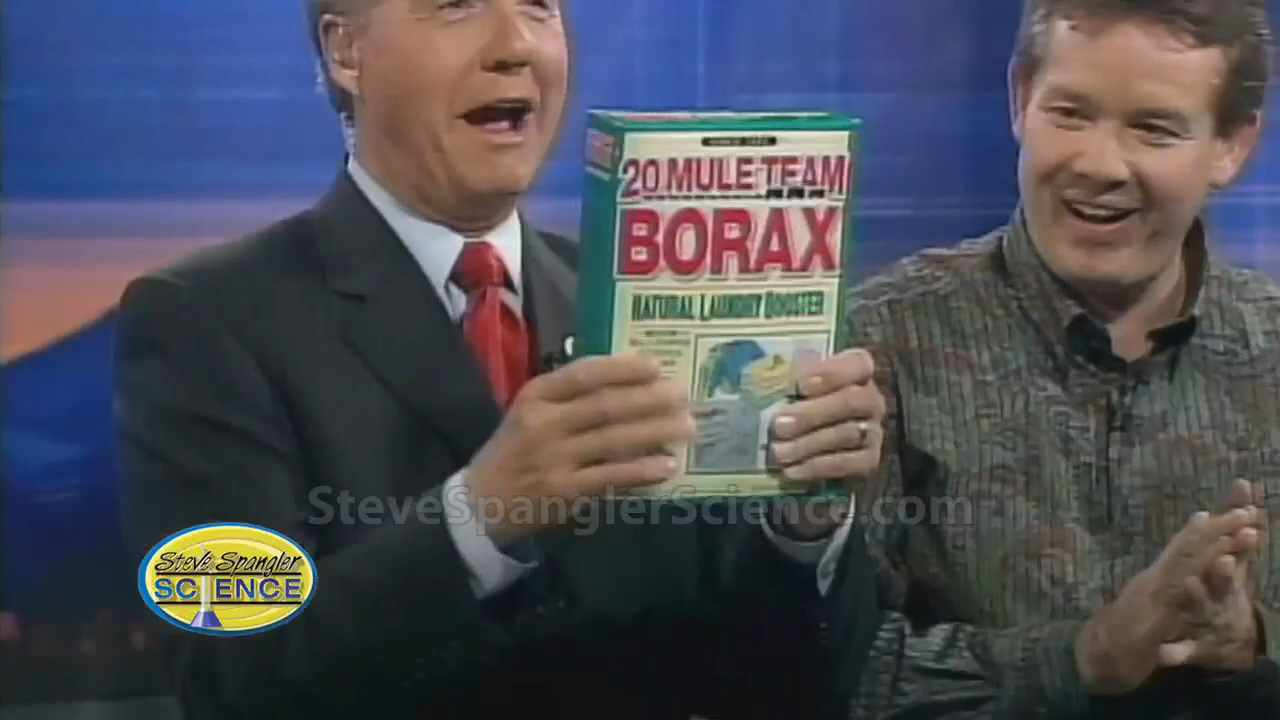 20 MULE TEAM
BORAX
NATURAL LAUNDRY BOOSTER
SteveSpanglerScience.com
Steve Spangler
SCIENCE